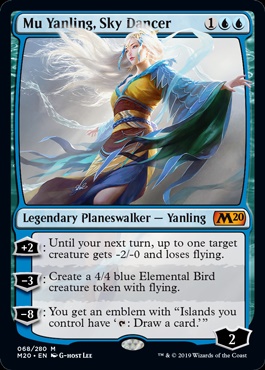 Mu Yanling, Sky Dancer 1
Legendary Planeswalker — Yanling M20
+2: Until your next turn, up to one target
creature gets -2/-0 and loses flying.
-3: Create a 4/4 blue Elemental Bird
creature token with flying.
-8: You get an emblem with “Islands you
control have ‘: Draw a card.’”
2
068/280 M
M20 • EN G-HOST LEE
™ & © 2019 Wizards of the Coast